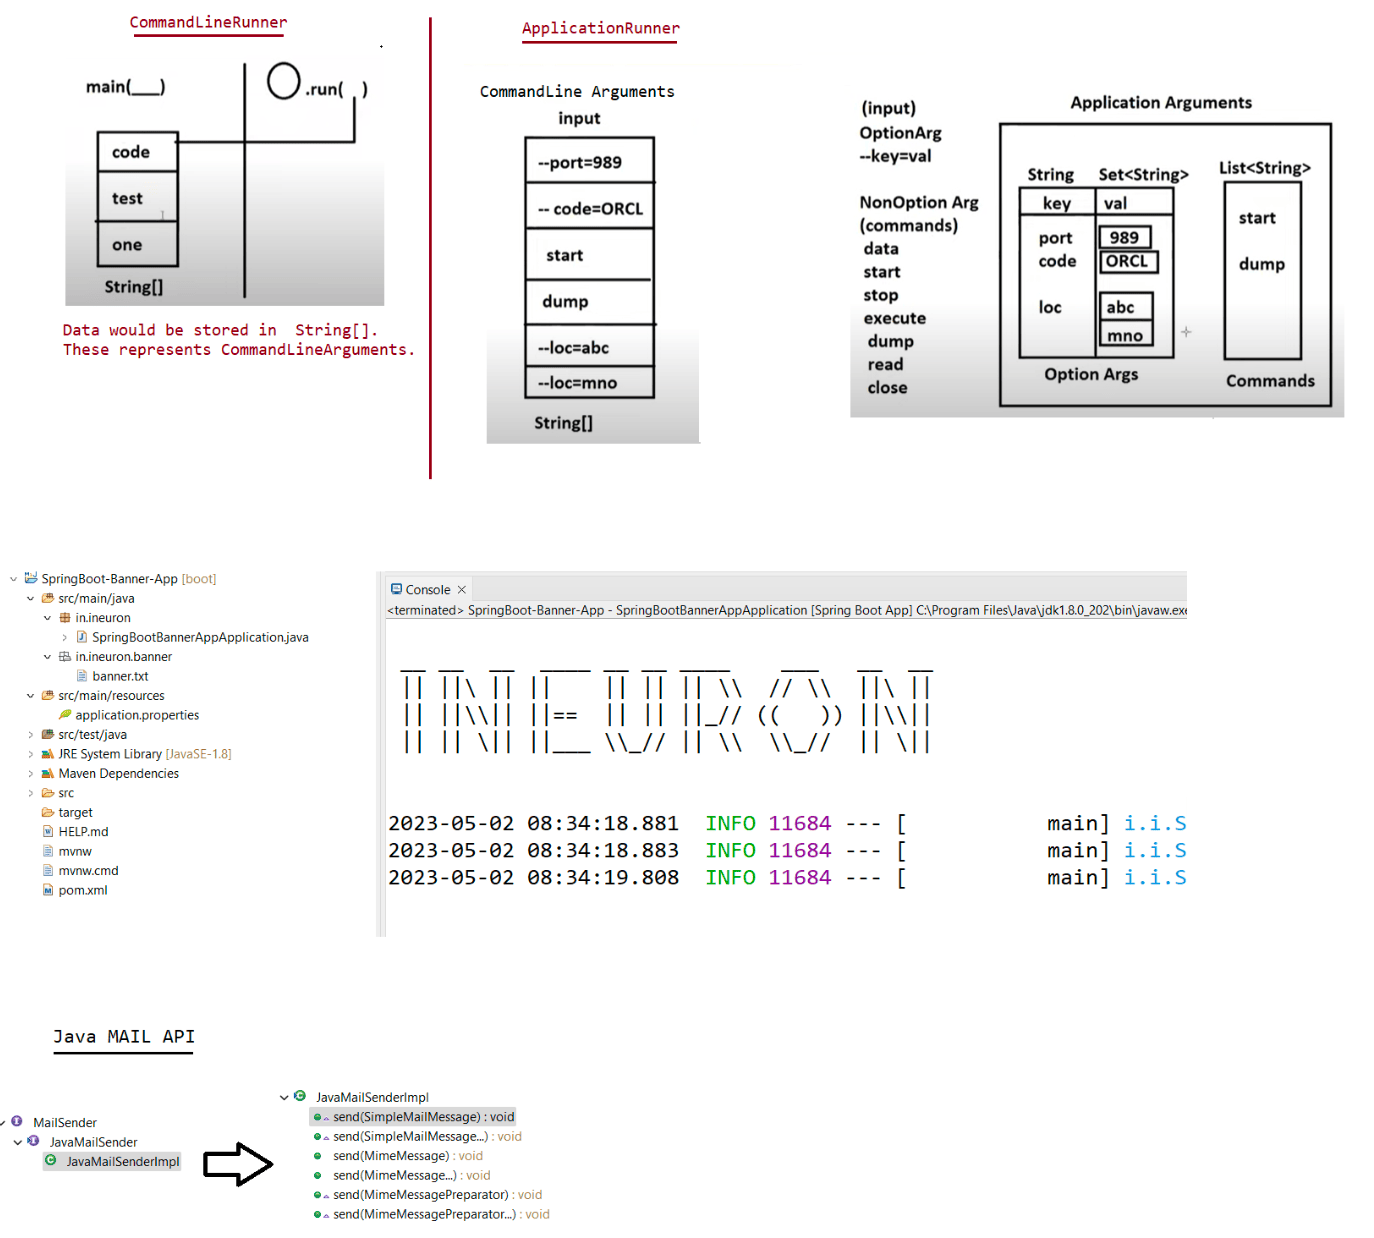 CommandLineRunner
main(___)
.run( , )
code
test
one
String[]
Data would be stored in String[].
These represents CommandLineArguments.
ApplicationRunner
CommandLine Arguments
input
--port=989
-- code=ORCL
start
dump
--loc=abc
--loc=mno
String[]
(input)
OptionArg
--key=val
NonOption Arg
(commands)
data
start
stop
execute
dump
read
close
Application Arguments
String Set<String> List<String>
key val
port 989
code ORCL
loc abc
mno
Option Args
start
dump
Commands
SpringBoot-Banner-App [boot]
src/main/java
in.ineuron
SpringBootBannerAppApplication.java
in.ineuron.banner
banner.txt
src/main/resources
application.properties
src/test/java
JRE System Library [JavaSE-1.8]
Maven Dependencies
src
target
HELP.md
mvnw
mvnw.cmd
pom.xml
Console
<terminated> SpringBoot-Banner-App - SpringBootBannerAppApplication [Spring Boot App] C:\Program Files\Java\jdk1.8.0_202\bin\javaw.exe
INEURON
2023-05-02 08:34:18.881 INFO 11684 --- [ main] i.i.S
2023-05-02 08:34:18.883 INFO 11684 --- [ main] i.i.S
2023-05-02 08:34:19.808 INFO 11684 --- [ main] i.i.S
Java MAIL API
MailSender
JavaMailSender
JavaMailSenderImpl
JavaMailSenderImpl
send(SimpleMailMessage) : void
send(SimpleMailMessage...) : void
send(MimeMessage) : void
send(MimeMessage...) : void
send(MimeMessagePreparator) : void
send(MimeMessagePreparator...) : void